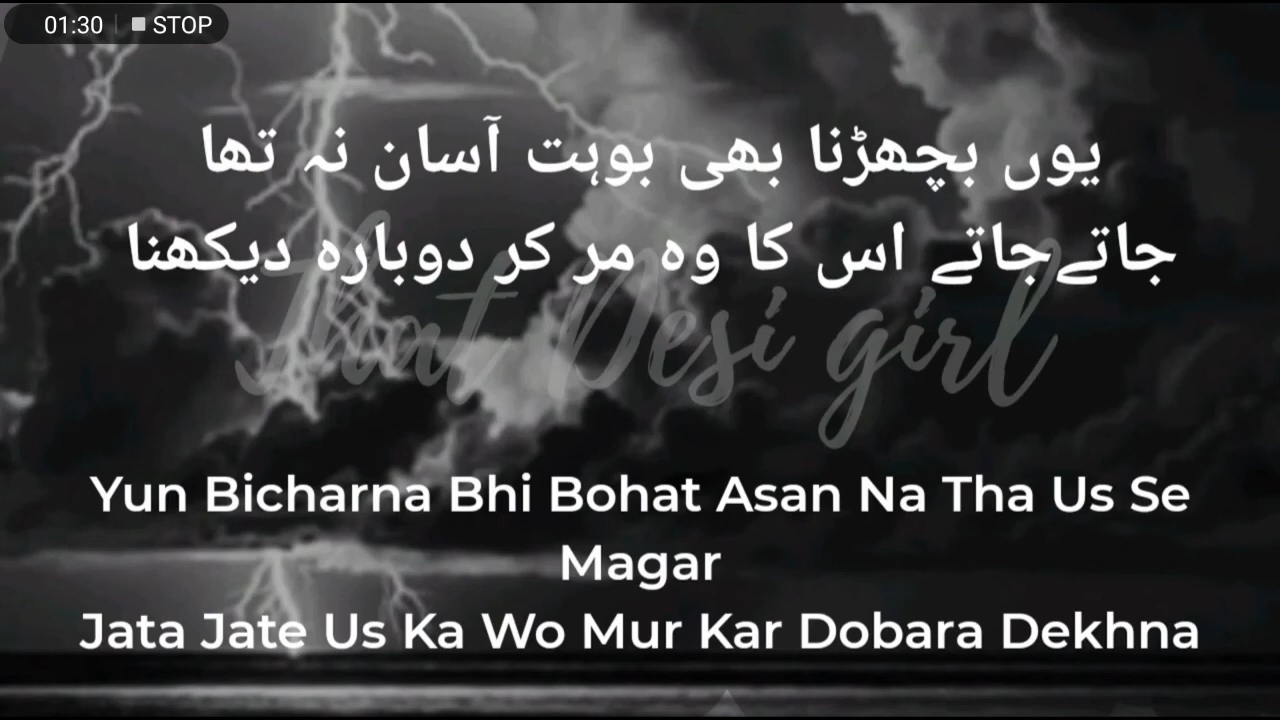 01:30 STOP
یوں بچھڑنا بھی بوہت آسان نہ تھا
جاتےجاتے اس کا وہ مر کر دوبارہ دیکھنا
That Desi girl
Yun Bicharna Bhi Bohat Asan Na Tha Us Se
Magar
Jata Jate Us Ka Wo Mur Kar Dobara Dekhna